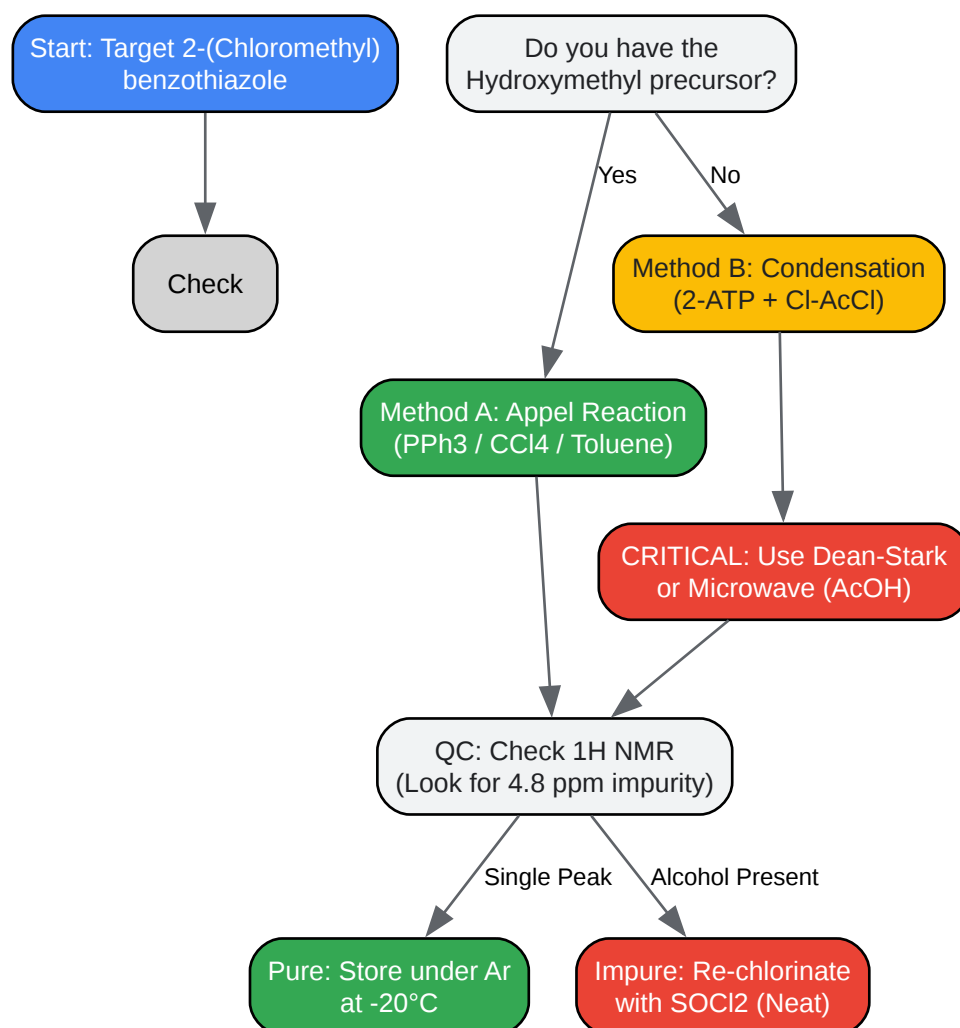 Start: Target 2-(Chloromethyl)
benzothiazole
Do you have the
Hydroxymethyl precursor?
Yes
No
Check
Method B: Condensation
(2-ATP + Cl-AcCl)
Method A: Appel Reaction
(PPh3 / CCl4 / Toluene)
CRITICAL: Use Dean-Stark
or Microwave (AcOH)
QC: Check 1H NMR
(Look for 4.8 ppm impurity)
Single Peak
Alcohol Present
Pure: Store under Ar
at -20°C
Impure: Re-chlorinate
with SOCl2 (Neat)